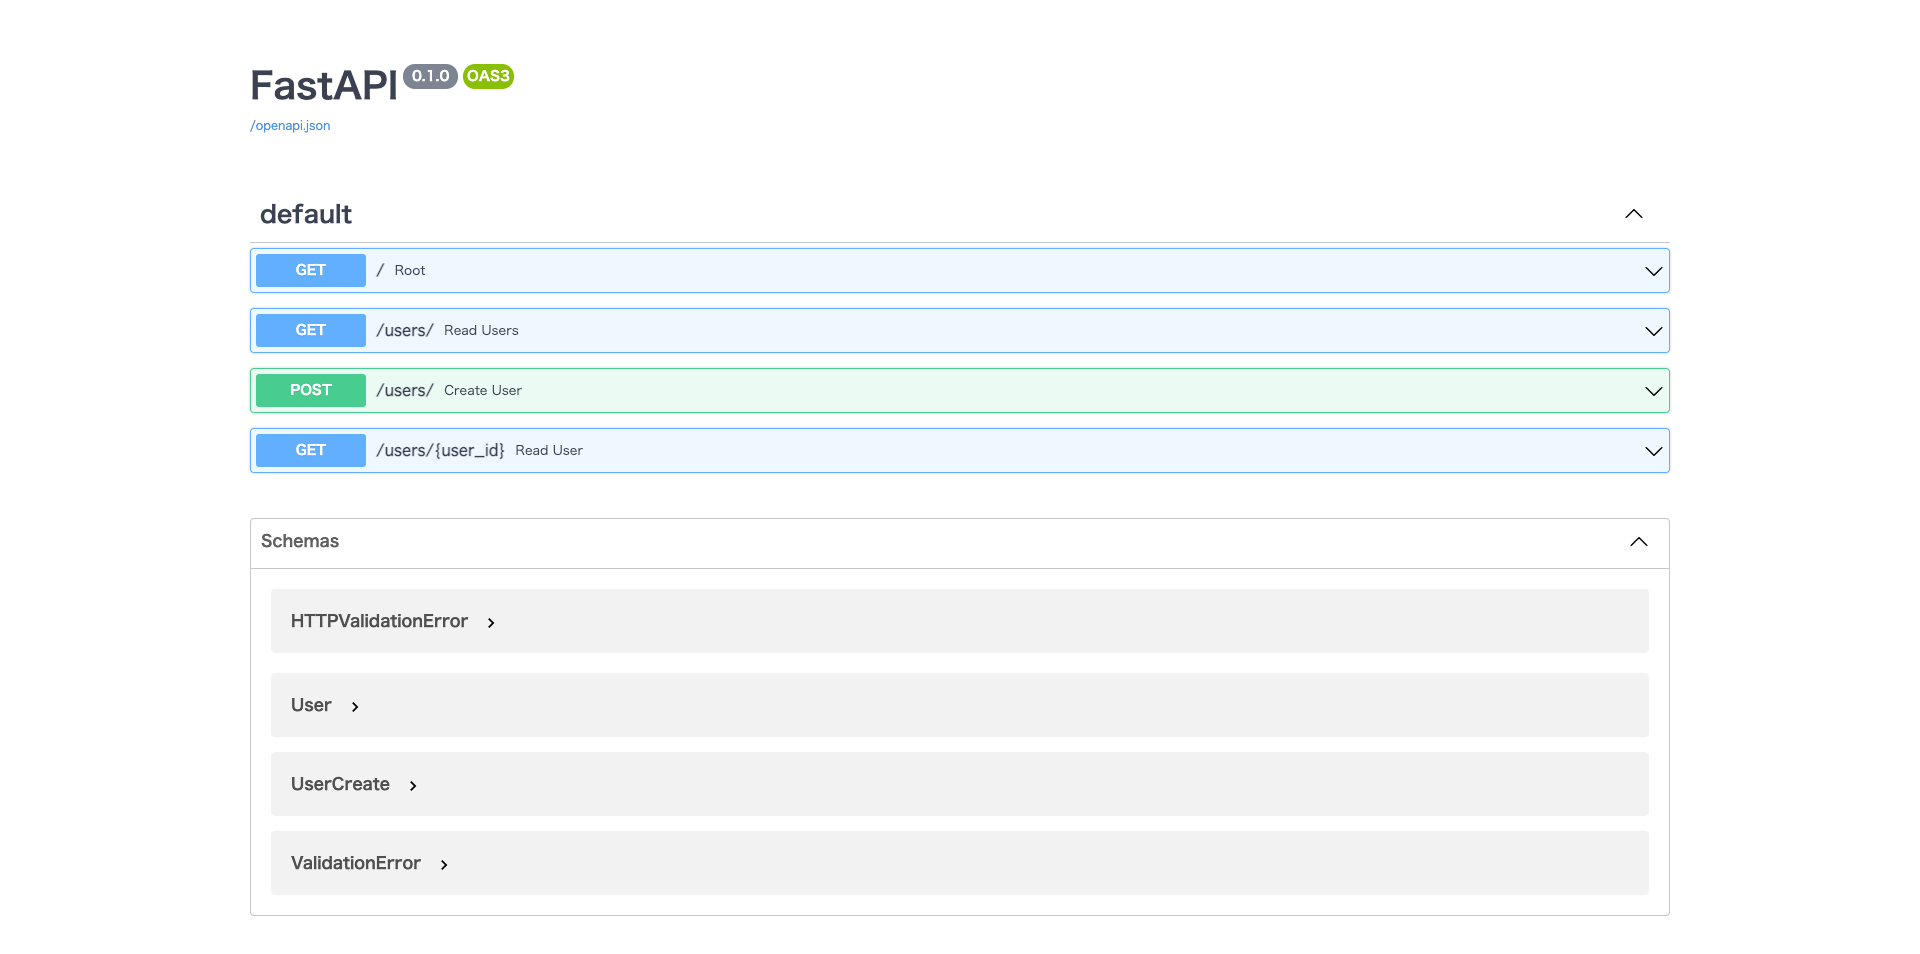 FastAPI 0.1.0 OAS3
/openapi.json
default
GET / Root
GET /users/ Read Users
POST /users/ Create User
GET /users/{user_id} Read User
Schemas
HTTPValidationError
User
UserCreate
ValidationError